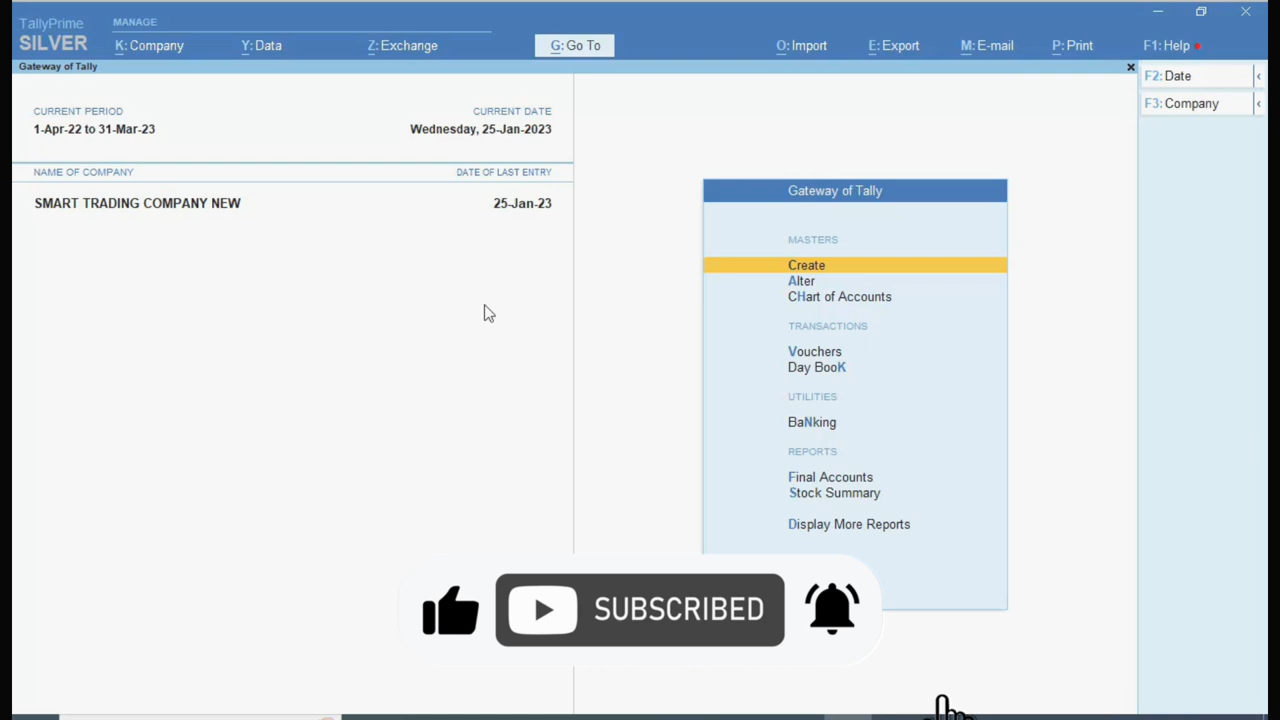 TallyPrime
SILVER
MANAGE
K: Company
Y: Data
Z: Exchange
G: Go To
O: Import
E: Export
M: E-mail
P: Print
F1: Help
Gateway of Tally
F2: Date
F3: Company
CURRENT PERIOD
CURRENT DATE
1-Apr-22 to 31-Mar-23
Wednesday, 25-Jan-2023
NAME OF COMPANY
DATE OF LAST ENTRY
SMART TRADING COMPANY NEW
25-Jan-23
Gateway of Tally
MASTERS
Create
Alter
CHart of Accounts
TRANSACTIONS
Vouchers
Day BooK
UTILITIES
BaNking
REPORTS
Final Accounts
Stock Summary
Display More Reports
SUBSCRIBED